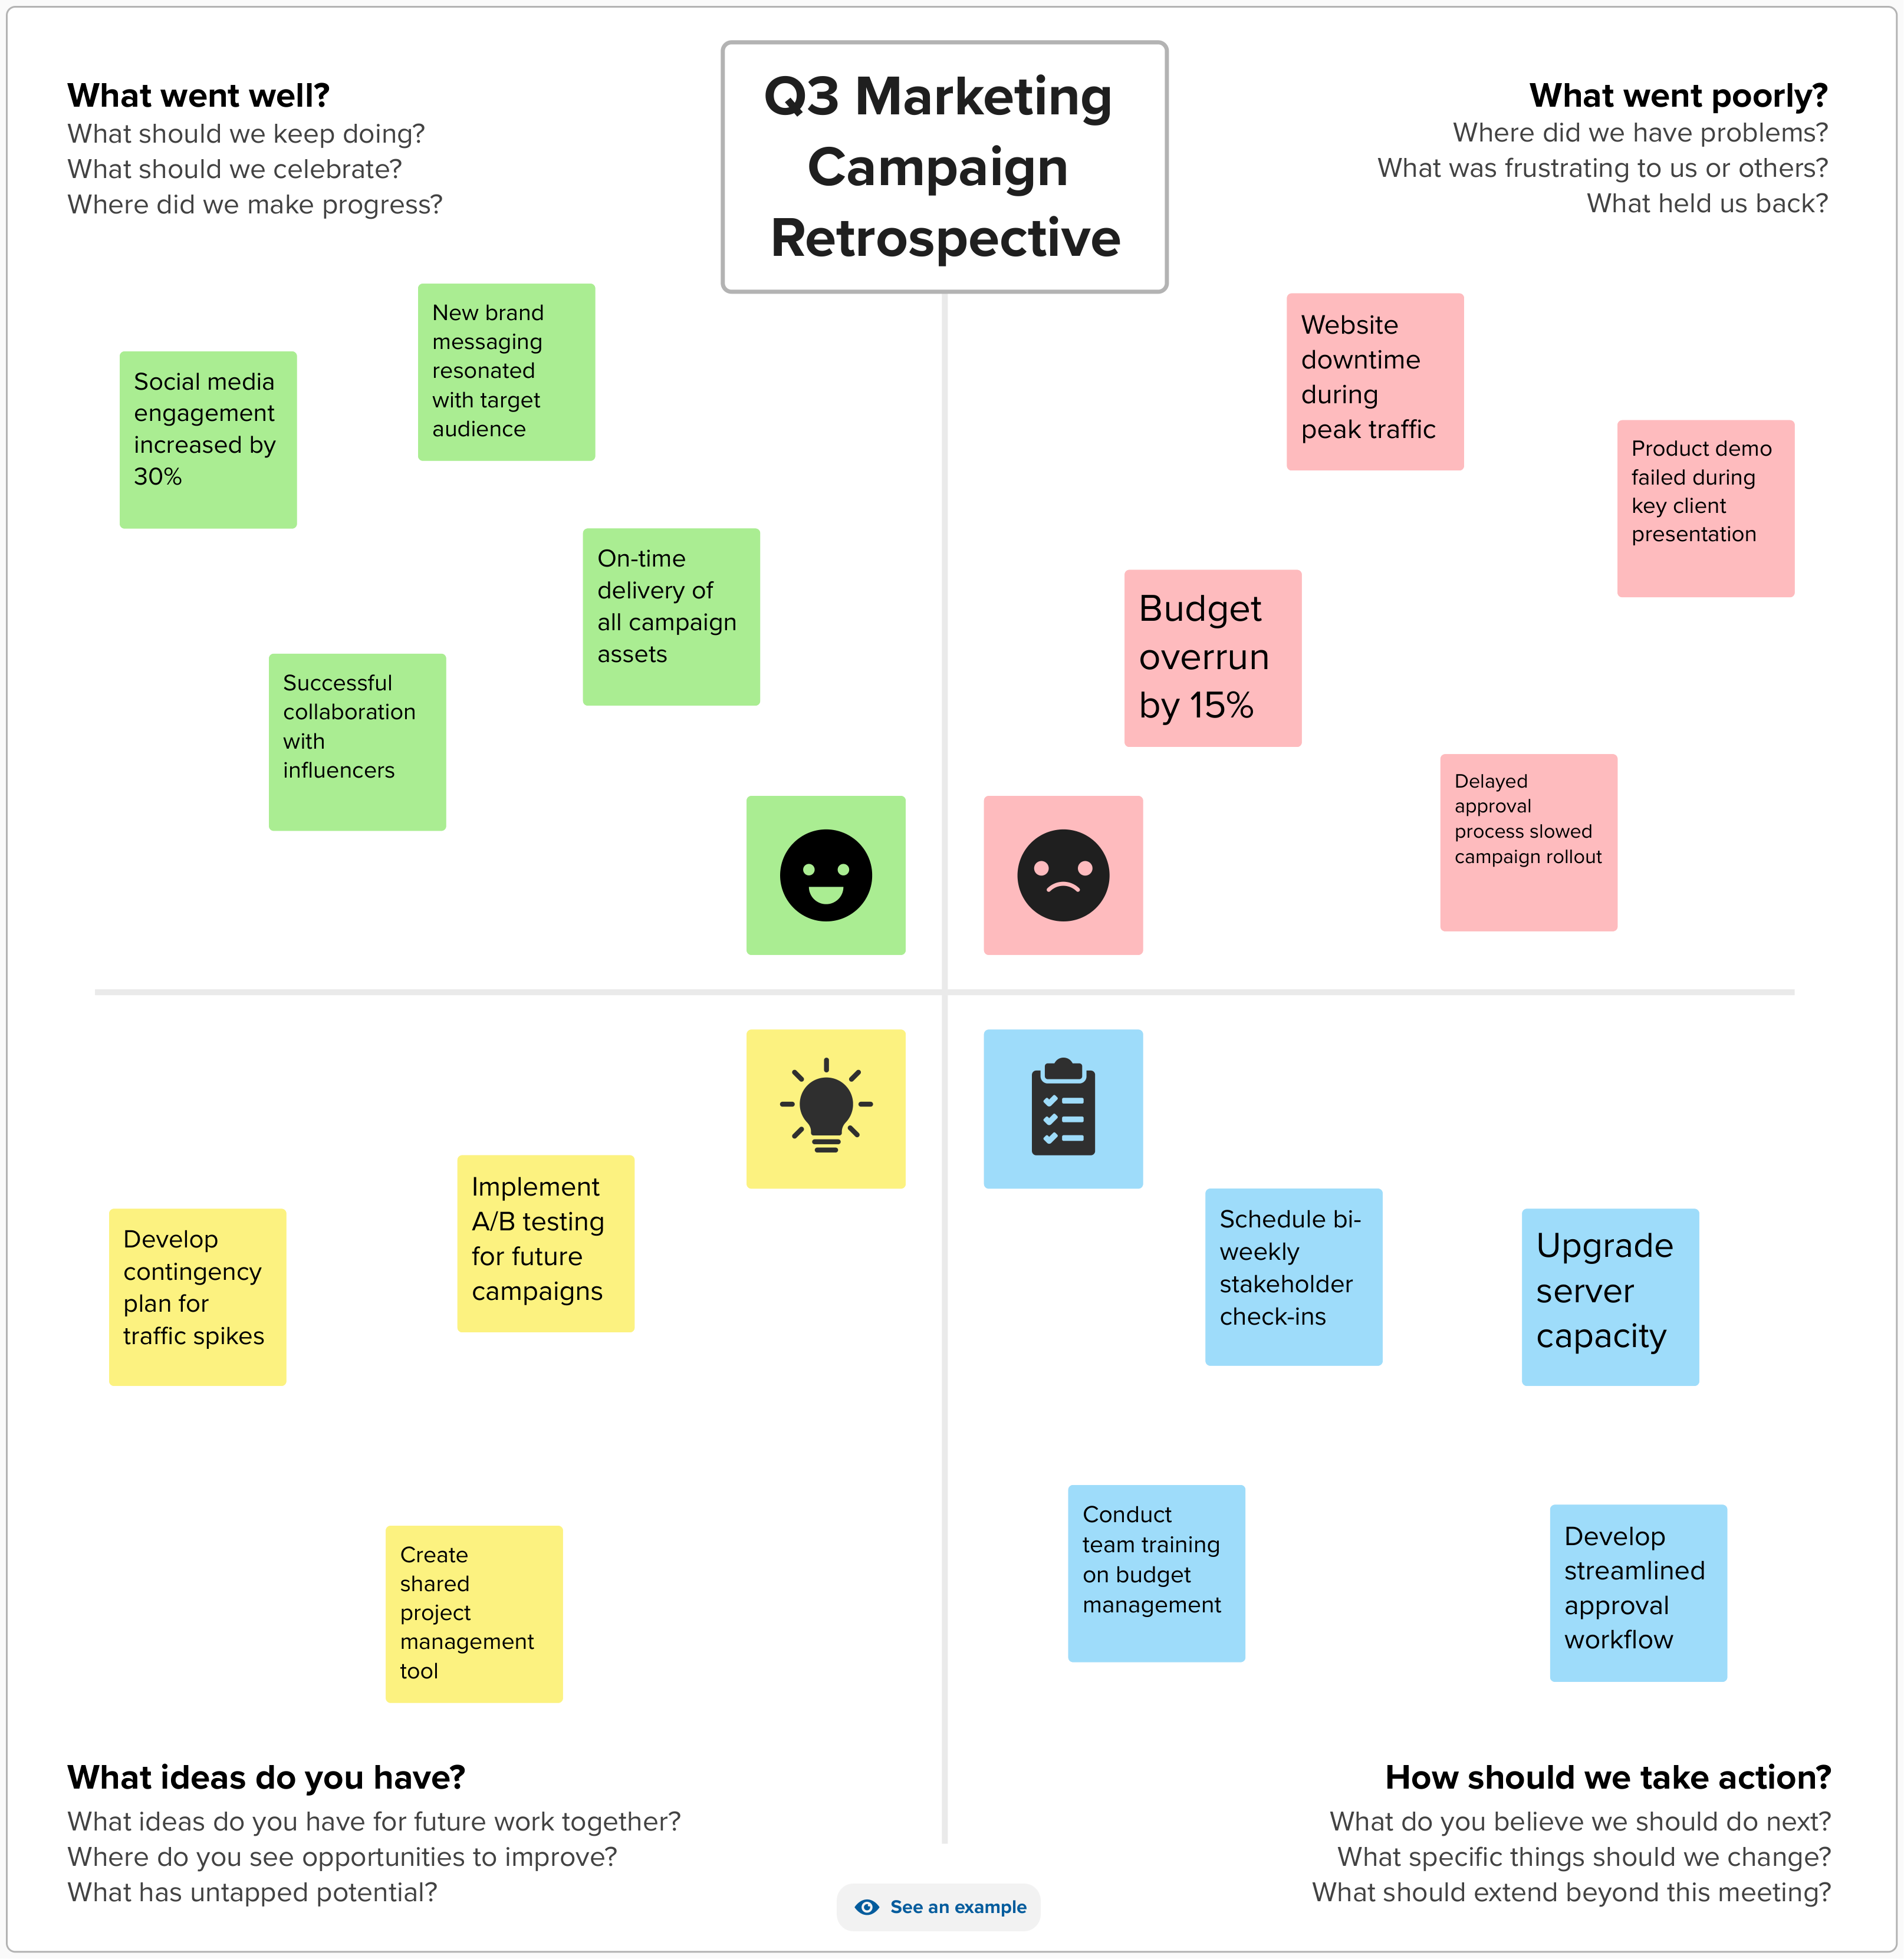 Q3 Marketing
Campaign
Retrospective
What went well?
What should we keep doing?
What should we celebrate?
Where did we make progress?
Social media
engagement
increased by
30%
New brand
messaging
resonated
with target
audience
On-time
delivery of
all campaign
assets
Successful
collaboration
with
influencers
What went poorly?
Where did we have problems?
What was frustrating to us or others?
What held us back?
Website
downtime
during
peak traffic
Product demo
failed during
key client
presentation
Budget
overrun
by 15%
Delayed
approval
process slowed
campaign rollout
Develop
contingency
plan for
traffic spikes
Implement
A/B testing
for future
campaigns
Create
shared
project
management
tool
What ideas do you have?
What ideas do you have for future work together?
Where do you see opportunities to improve?
What has untapped potential?
Schedule bi-
weekly
stakeholder
check-ins
Upgrade
server
capacity
Conduct
team training
on budget
management
Develop
streamlined
approval
workflow
How should we take action?
What do you believe we should do next?
What specific things should we change?
What should extend beyond this meeting?
See an example